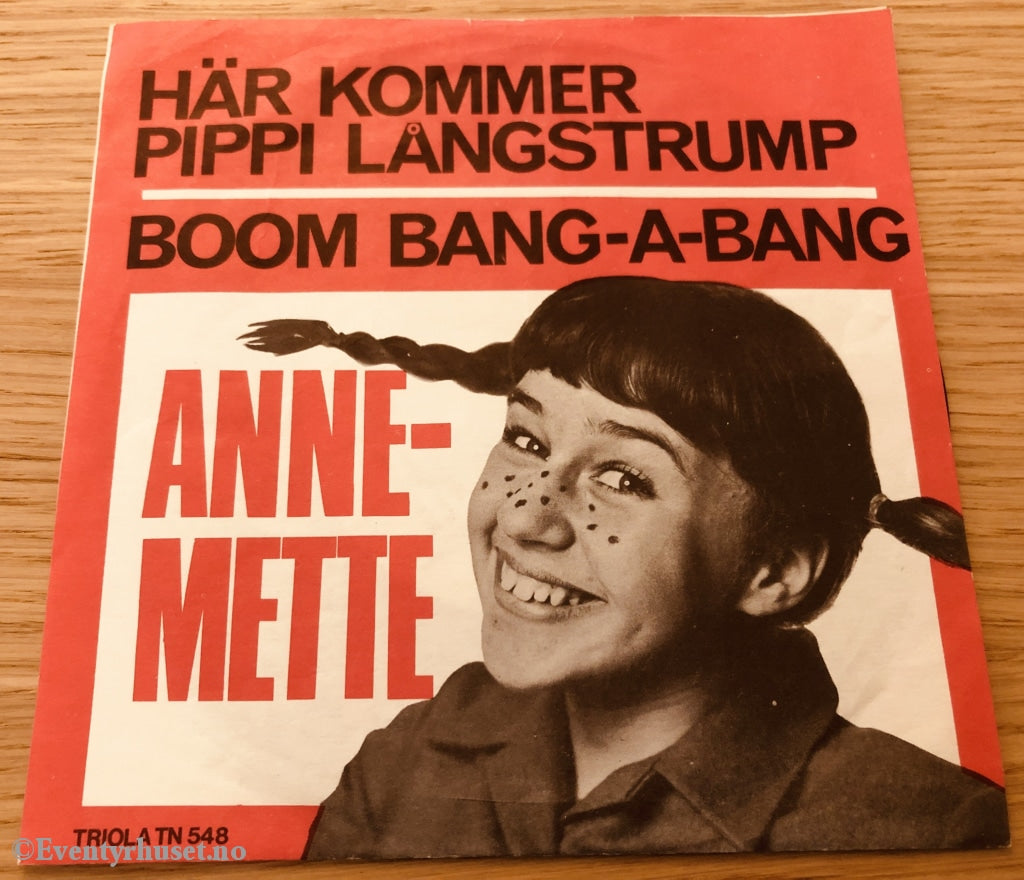 HÄR KOMMER
PIPPI LÅNGSTRUMP
BOOM BANG-A-BANG
ANNE-
METTE
TRIOLA TN 548
©Eventyrhuset.no